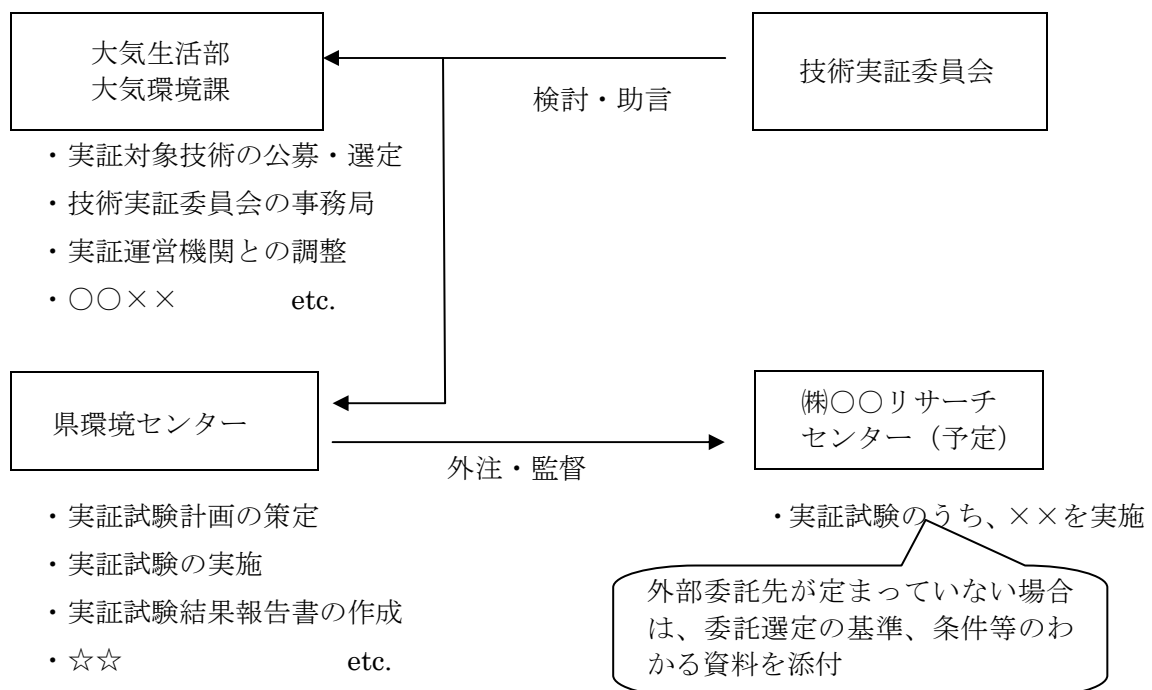 大気生活部
大気環境課
技術実証委員会
検討・助言
・実証対象技術の公募・選定
・技術実証委員会の事務局
・実証運営機関との調整
・○○×× etc.
県環境センター
㈱○○リサーチ
センター（予定）
外注・監督
・実証試験計画の策定
・実証試験の実施
・実証試験結果報告書の作成
・☆☆ etc.
・実証試験のうち、××を実施
外部委託先が定まっていない場合
は、委託選定の基準、条件等のわ
かる資料を添付